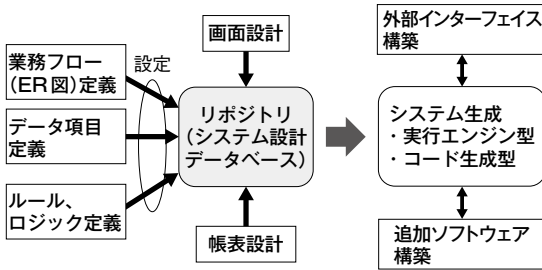 業務フロー
(ER図)定義
データ項目
定義
ルール、
ロジック定義
設定
画面設計
リポジトリ
(システム設計
データベース)
帳表設計
外部インターフェイス
構築
システム生成
・実行エンジン型
・コード生成型
追加ソフトウェア
構築